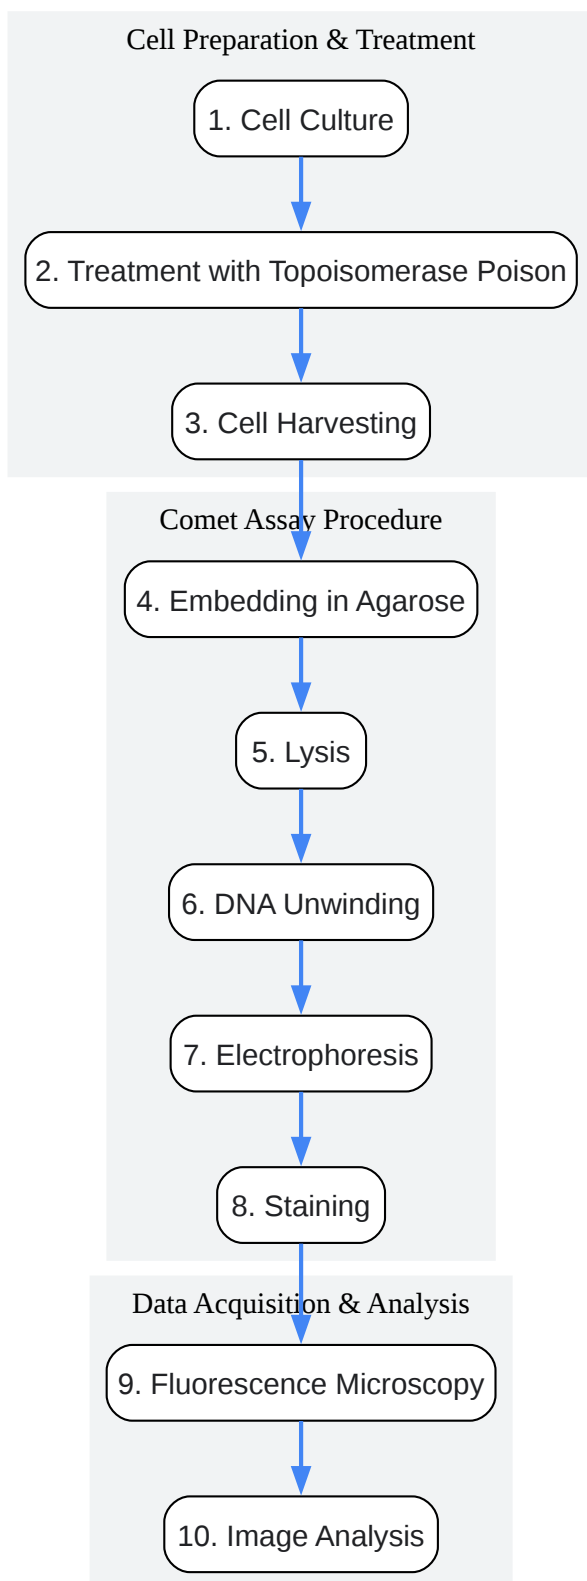 Cell Preparation & Treatment
1. Cell Culture
2. Treatment with Topoisomerase Poison
3. Cell Harvesting
Comet Assay Procedure
4. Embedding in Agarose
5. Lysis
6. DNA Unwinding
7. Electrophoresis
8. Staining
Data Acquisition & Analysis
9. Fluorescence Microscopy
10. Image Analysis